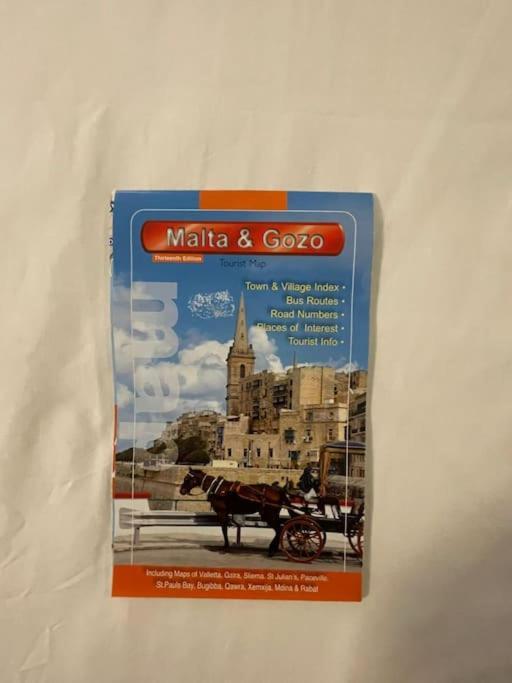 Malta & Gozo
Thirteenth Edition
Tourist Map
Town & Village Index •
Bus Routes •
Road Numbers •
Places of Interest •
Tourist Info •
Including Maps of Valletta, Gzira, Sliema, St Julian's, Paceville,
St.Pauls Bay, Bugibba, Qawra, Xemxija, Mdina & Rabat